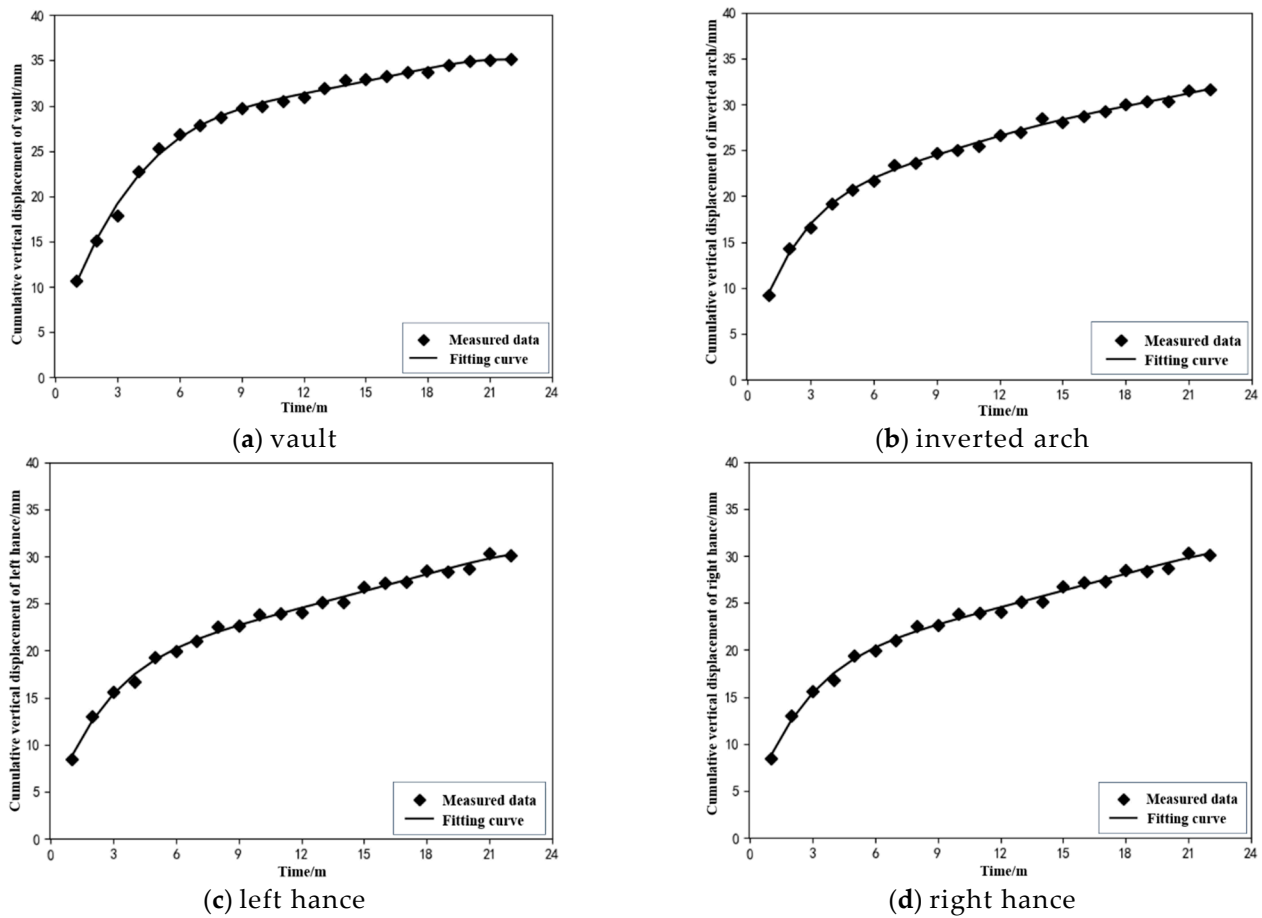 40
35
30
25
20
15
10
5
0
Cumulative vertical displacement of vault/mm
Measured data
Fitting curve
0 3 6 9 12 15 18 21 24
Time/m
(a) vault
40
35
30
25
20
15
10
5
0
Cumulative vertical displacement of inverted arch/mm
Measured data
Fitting curve
0 3 6 9 12 15 18 21 24
Time/m
(b) inverted arch
40
35
30
25
20
15
10
5
0
Cumulative vertical displacement of left hance/mm
Measured data
Fitting curve
0 3 6 9 12 15 18 21 24
Time/m
(c) left hance
40
35
30
25
20
15
10
5
0
Cumulative vertical displacement of right hance/mm
Measured data
Fitting curve
0 3 6 9 12 15 18 21 24
Time/m
(d) right hance